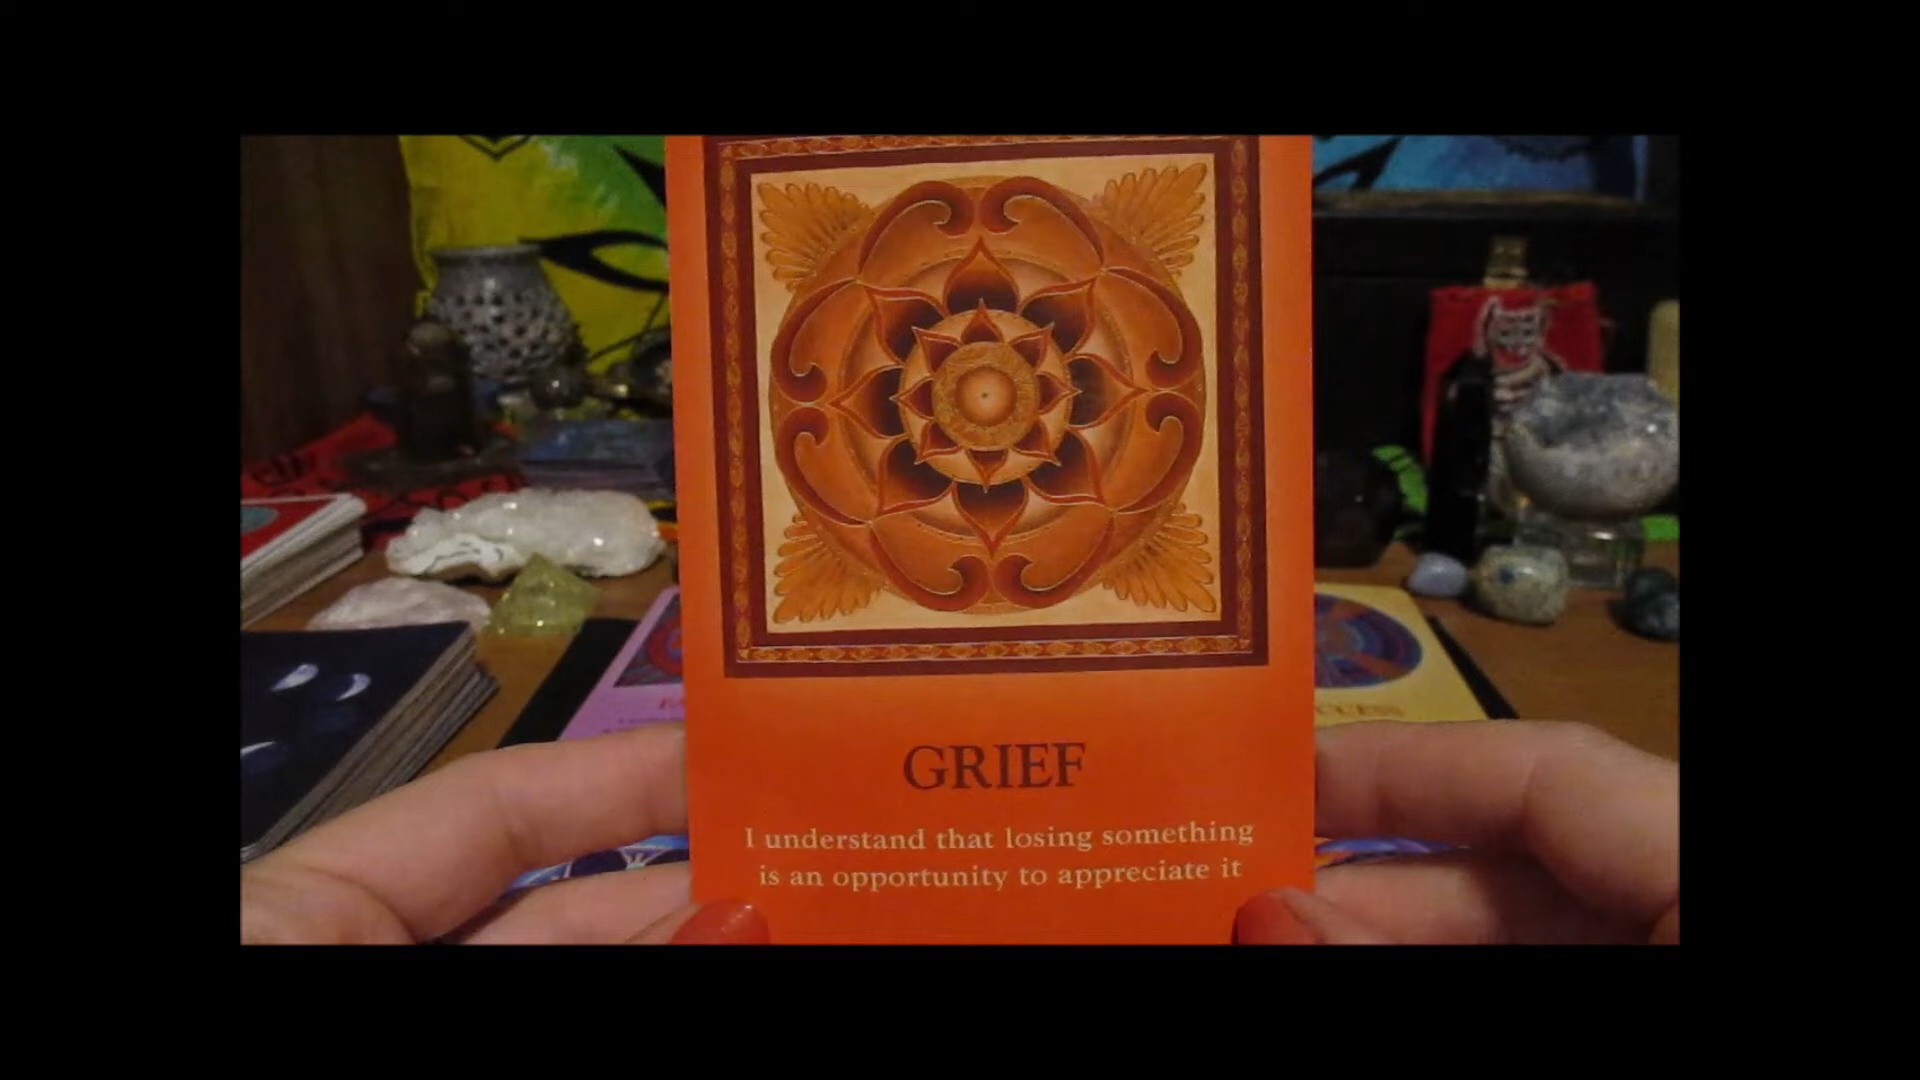 GRIEF
I understand that losing something
is an opportunity to appreciate it